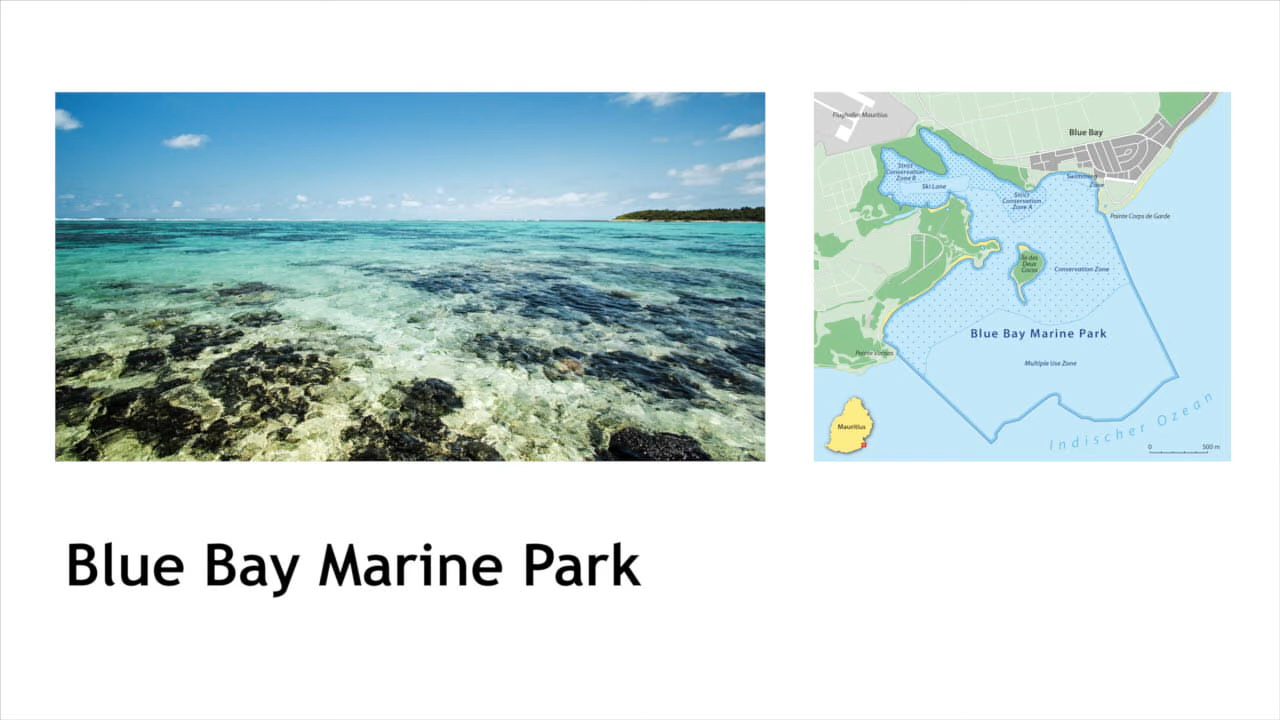 Flughafen Mauritius
Blue Bay
Strict
Conservation
Zone B
Ski Lane
Swimming
Zone
Strict
Conservation
Zone A
Pointe Corps de Garde
Île des
Deux
Cocos
Conservation Zone
Blue Bay Marine Park
Pointe Vacoas
Multiple Use Zone
Mauritius
Indischer Ozean
0 500 m
Blue Bay Marine Park